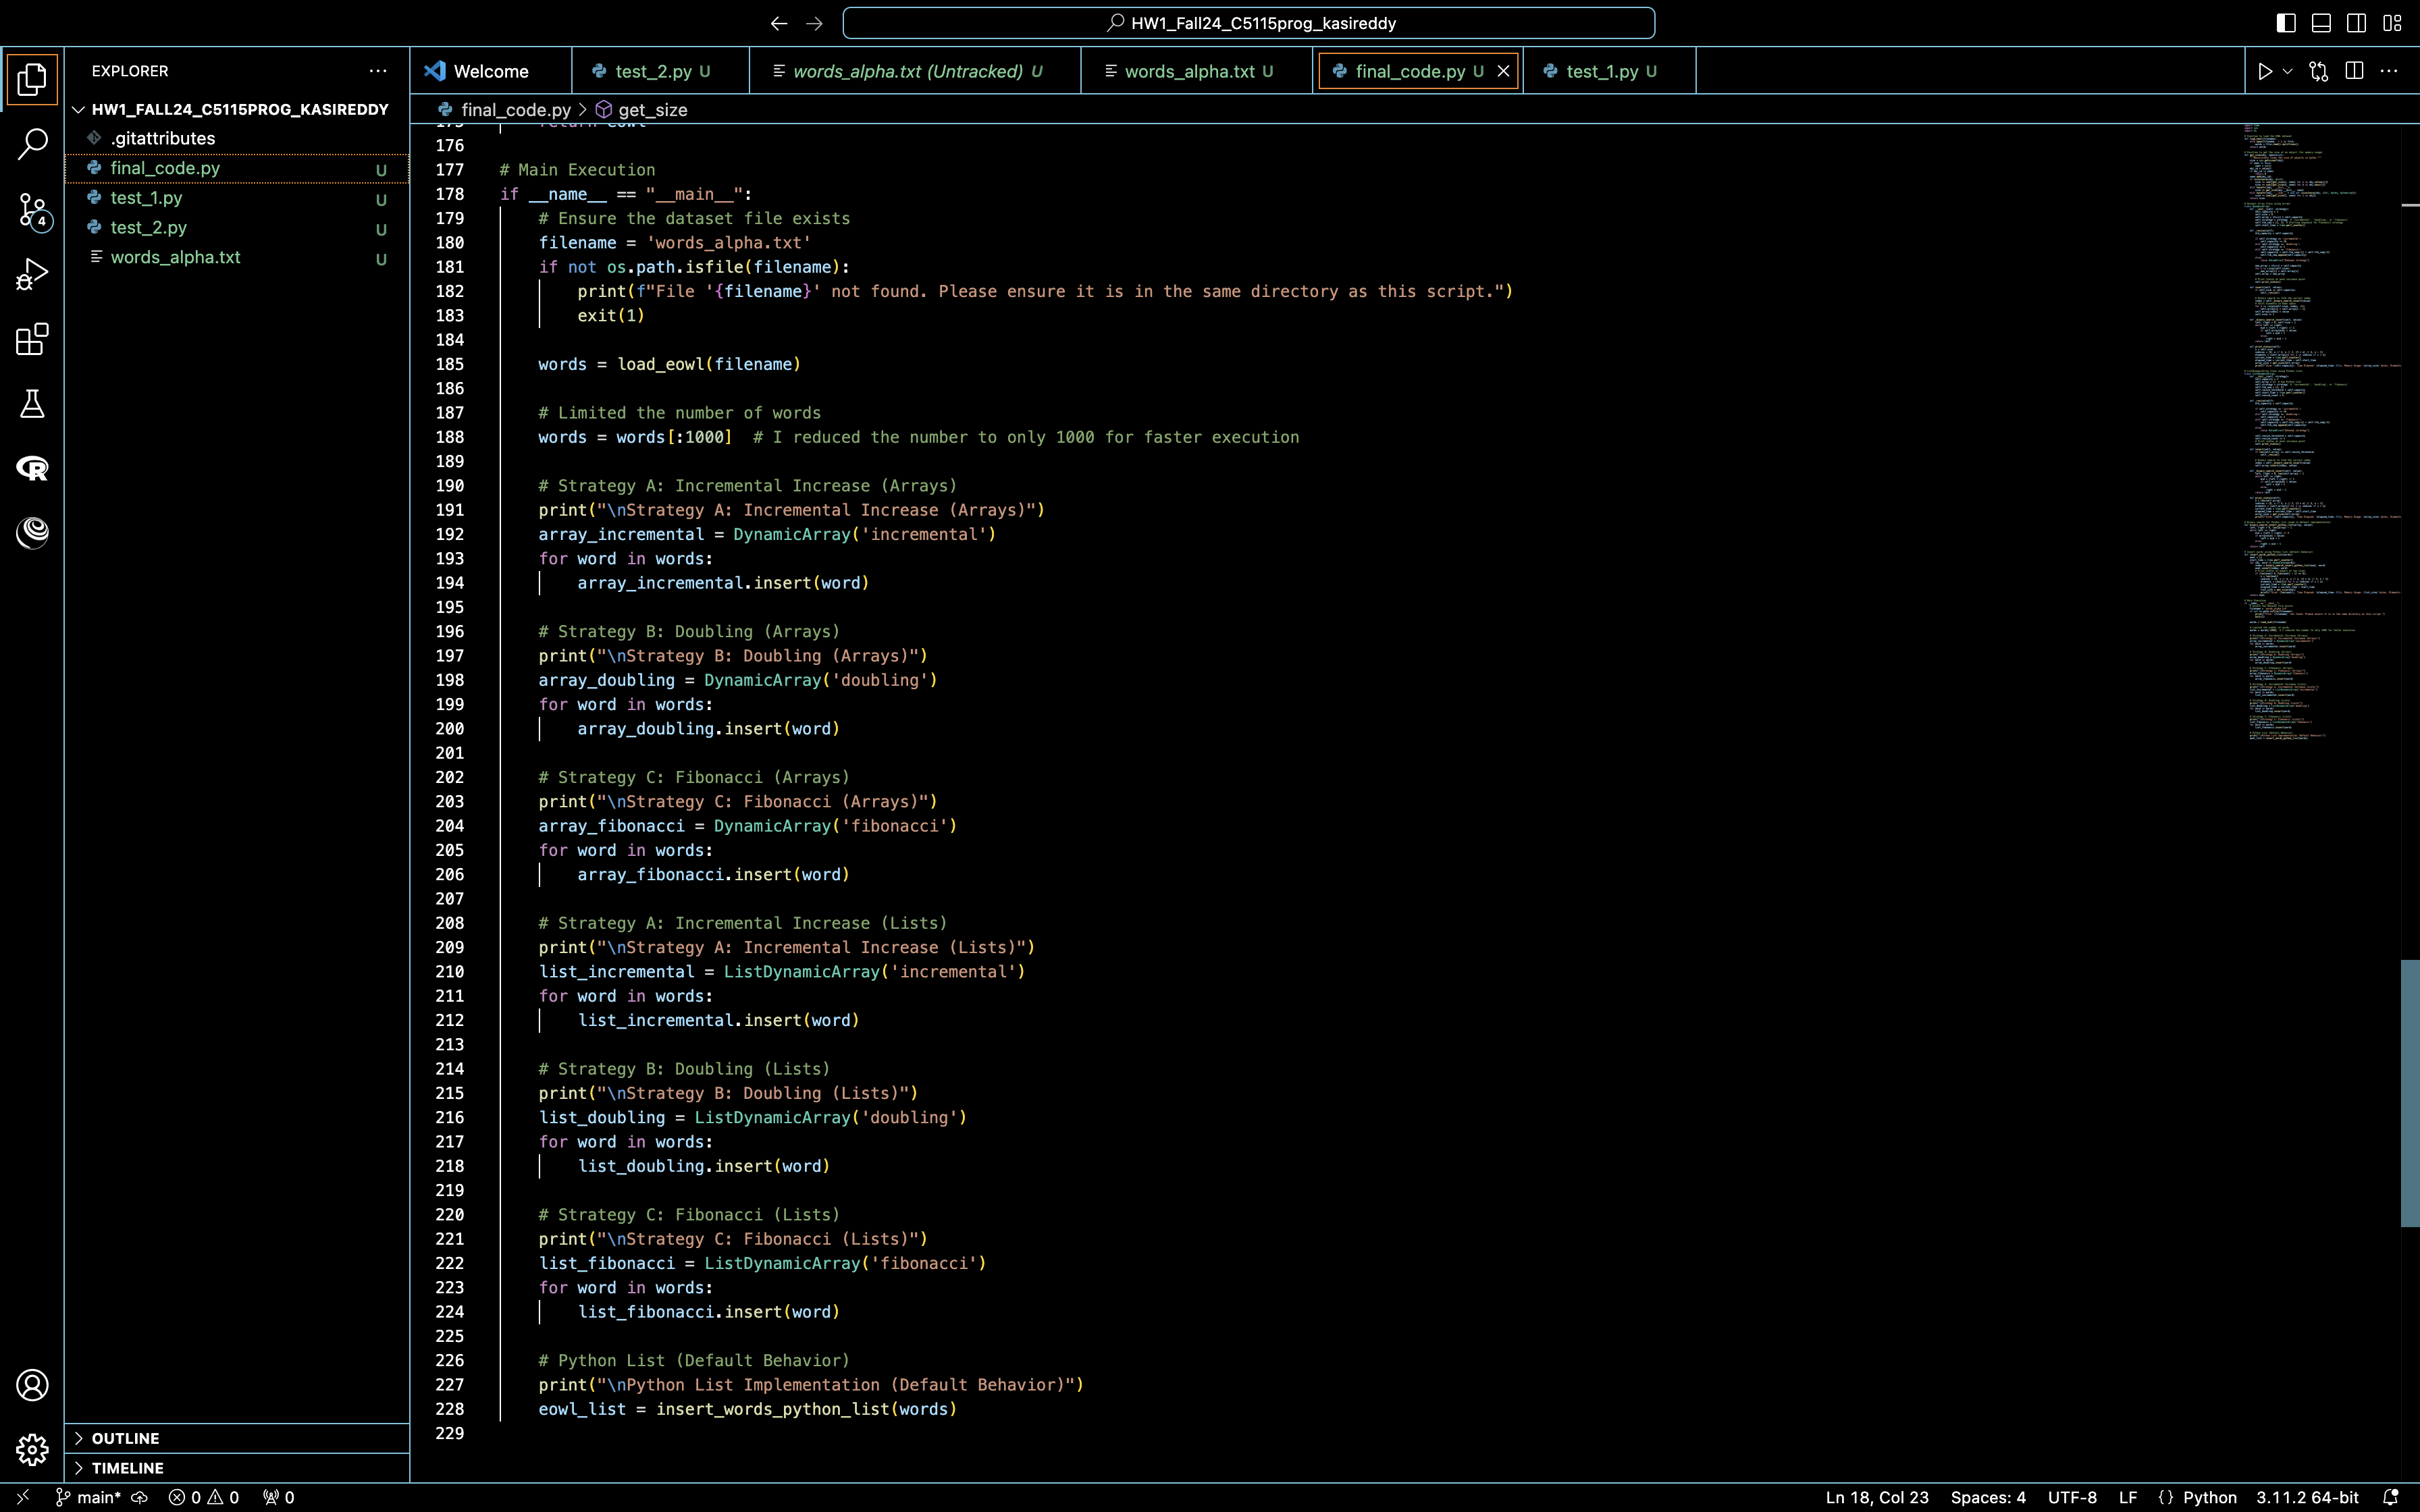 HW1_Fall24_C5115prog_kasireddy
EXPLORER
Welcome
test_2.py U
words_alpha.txt (Untracked) U
words_alpha.txt U
final_code.py U
test_1.py U
final_code.py > get_size
HW1_FALL24_C5115PROG_KASIREDDY
.gitattributes
final_code.py U
test_1.py U
test_2.py U
words_alpha.txt U
4
176
177 # Main Execution
178 if __name__ == "__main__":
179 # Ensure the dataset file exists
180 filename = 'words_alpha.txt'
181 if not os.path.isfile(filename):
182 print(f"File '{filename}' not found. Please ensure it is in the same directory as this script.")
183 exit(1)
184
185 words = load_eowl(filename)
186
187 # Limited the number of words
188 words = words[:1000] # I reduced the number to only 1000 for faster execution
189
190 # Strategy A: Incremental Increase (Arrays)
191 print("\nStrategy A: Incremental Increase (Arrays)")
192 array_incremental = DynamicArray('incremental')
193 for word in words:
194 array_incremental.insert(word)
195
196 # Strategy B: Doubling (Arrays)
197 print("\nStrategy B: Doubling (Arrays)")
198 array_doubling = DynamicArray('doubling')
199 for word in words:
200 array_doubling.insert(word)
201
202 # Strategy C: Fibonacci (Arrays)
203 print("\nStrategy C: Fibonacci (Arrays)")
204 array_fibonacci = DynamicArray('fibonacci')
205 for word in words:
206 array_fibonacci.insert(word)
207
208 # Strategy A: Incremental Increase (Lists)
209 print("\nStrategy A: Incremental Increase (Lists)")
210 list_incremental = ListDynamicArray('incremental')
211 for word in words:
212 list_incremental.insert(word)
213
214 # Strategy B: Doubling (Lists)
215 print("\nStrategy B: Doubling (Lists)")
216 list_doubling = ListDynamicArray('doubling')
217 for word in words:
218 list_doubling.insert(word)
219
220 # Strategy C: Fibonacci (Lists)
221 print("\nStrategy C: Fibonacci (Lists)")
222 list_fibonacci = ListDynamicArray('fibonacci')
223 for word in words:
224 list_fibonacci.insert(word)
225
226 # Python List (Default Behavior)
227 print("\nPython List Implementation (Default Behavior)")
228 eowl_list = insert_words_python_list(words)
229
OUTLINE
TIMELINE
main* 0 0 0
Ln 18, Col 23 Spaces: 4 UTF-8 LF {} Python 3.11.2 64-bit